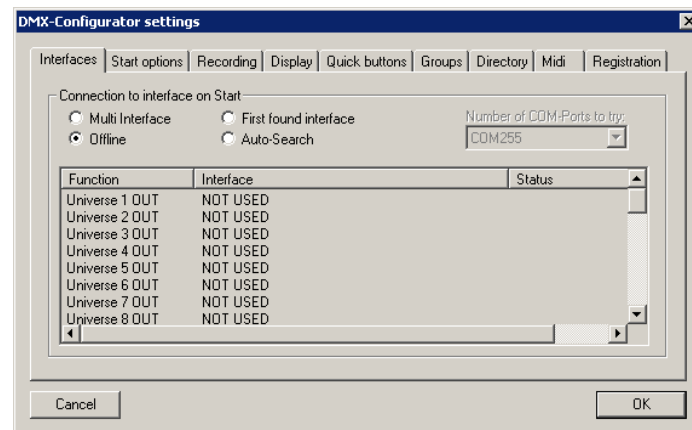 DMX-Configurator settings
Interfaces Start options Recording Display Quick buttons Groups Directory Midi Registration
Connection to interface on Start
Multi Interface First found interface Number of COM-Ports to try:
Offline Auto-Search COM255
Function Interface Status
Universe 1 OUT NOT USED
Universe 2 OUT NOT USED
Universe 3 OUT NOT USED
Universe 4 OUT NOT USED
Universe 5 OUT NOT USED
Universe 6 OUT NOT USED
Universe 7 OUT NOT USED
Universe 8 OUT NOT USED
Cancel OK